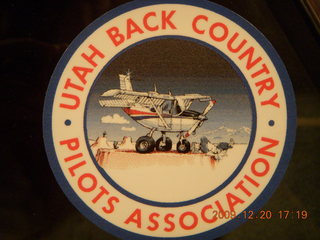 UTAH BACK COUNTRY
PILOTS ASSOCIATION
2009.12.20 17:19